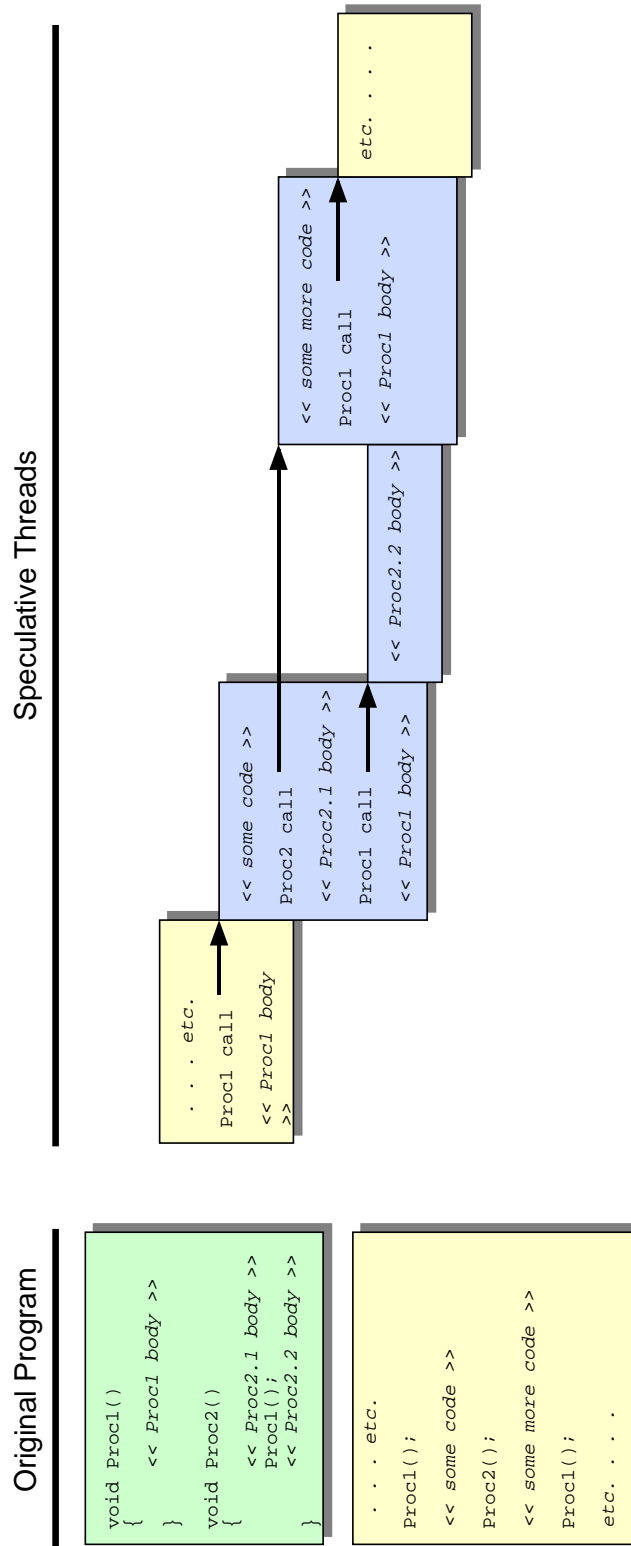 Original Program
void Proc1()
{
<< Proc1 body >>
}
void Proc2()
{
<< Proc2.1 body >>
Proc1();
<< Proc2.2 body >>
}
. . . etc.
Proc1();
<< some code >>
Proc2();
<< some more code >>
Proc1();
etc. . . .
Speculative Threads
. . . etc.
Proc1 call
<< Proc1 body
>>
<< some code >>
Proc2 call
<< Proc2.1 body >>
Proc1 call
<< Proc1 body >>
<< Proc2.2 body >>
<< some more code >>
Proc1 call
<< Proc1 body >>
etc. . . .